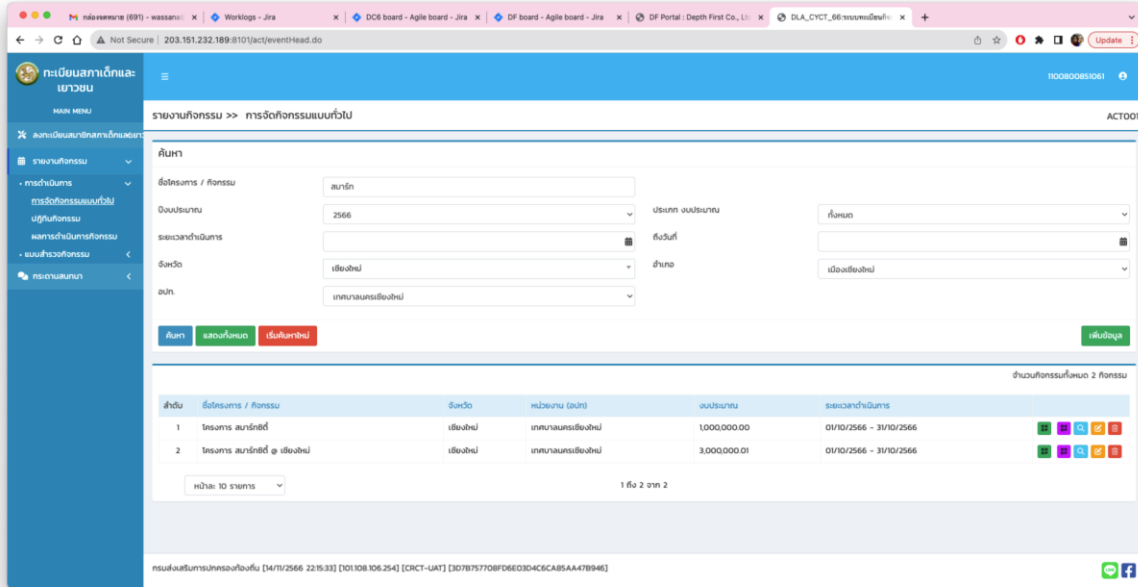 กล่องจดหมาย (691) - wassana
Worklogs - Jira
DC6 board - Agile board - Jira
DF board - Agile board - Jira
DF Portal : Depth First Co., Lt
DLA_CYCT_66:ระบบทะเบียน
Not Secure | 203.151.232.189:8101/act/eventHead.do
Update
ทะเบียนสภาเด็กและ
เยาวชน
1100800851061
MAIN MENU
รายงานกิจกรรม >> การจัดกิจกรรมแบบทั่วไป
ACT001
ลงทะเบียนสมาชิกสภาเด็กและเยาว
รายงานกิจกรรม
• การดำเนินการ
การจัดกิจกรรมแบบทั่วไป
ปฏิทินกิจกรรม
ผลการดำเนินการกิจกรรม
• แบบสำรวจกิจกรรม
กระดานสนทนา
ค้นหา
ชื่อโครงการ / กิจกรรม
สมาร์ท
ปีงบประมาณ
2566
ประเภท งบประมาณ
ทั้งหมด
ระยะเวลาดำเนินการ
ถึงวันที่
จังหวัด
เชียงใหม่
อำเภอ
เมืองเชียงใหม่
อปท.
เทศบาลนครเชียงใหม่
ค้นหา
แสดงทั้งหมด
เริ่มค้นหาใหม่
เพิ่มข้อมูล
จำนวนกิจกรรมทั้งหมด 2 กิจกรรม
ลำดับ ชื่อโครงการ / กิจกรรม จังหวัด หน่วยงาน (อปท) งบประมาณ ระยะเวลาดำเนินการ
1 โครงการ สมาร์ทซิตี้ เชียงใหม่ เทศบาลนครเชียงใหม่ 1,000,000.00 01/10/2566 - 31/10/2566
2 โครงการ สมาร์ทซิตี้ @ เชียงใหม่ เชียงใหม่ เทศบาลนครเชียงใหม่ 3,000,000.01 01/10/2566 - 31/10/2566
หน้าละ 10 รายการ
1 ถึง 2 จาก 2
กรมส่งเสริมการปกครองท้องถิ่น [14/11/2566 22:15:33] [101.108.106.254] [CRCT-UAT] [3D7B757708FD6E03D4C6CA85AA47B946]